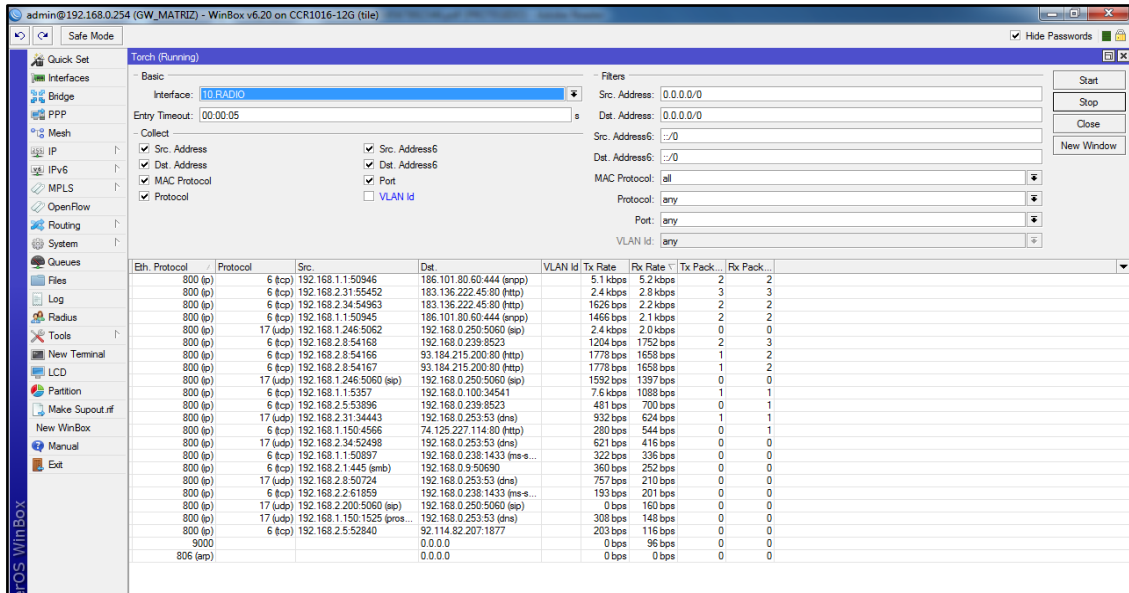 admin@192.168.0.254 (GW_MATRIZ) - WinBox v6.20 on CCR1016-12G (tile)
Safe Mode
Hide Passwords
Quick Set
Interfaces
Bridge
PPP
Mesh
IP
IPv6
MPLS
OpenFlow
Routing
System
Queues
Files
Log
Radius
Tools
New Terminal
LCD
Partition
Make Supout.rif
New WinBox
Manual
Exit
erOS WinBox
Torch (Running)
Basic
Interface: 10.RADIO
Entry Timeout: 00:00:05 s
Collect
Src. Address
Src. Address6
Dst. Address
Dst. Address6
MAC Protocol
Port
Protocol
VLAN Id
Filters
Src. Address: 0.0.0.0/0
Dst. Address: 0.0.0.0/0
Src. Address6: ::/0
Dst. Address6: ::/0
MAC Protocol: all
Protocol: any
Port: any
VLAN Id: any
Start
Stop
Close
New Window
Eth. Protocol Protocol Src. Dst. VLAN Id Tx Rate Rx Rate Tx Pack... Rx Pack...
800 (ip) 6 (tcp) 192.168.1.1:50946 186.101.80.60:444 (snpp) 5.1 kbps 5.2 kbps 2 2
800 (ip) 6 (tcp) 192.168.2.31:55452 183.136.222.45:80 (http) 2.4 kbps 2.8 kbps 3 3
800 (ip) 6 (tcp) 192.168.2.34:54963 183.136.222.45:80 (http) 1626 bps 2.2 kbps 2 2
800 (ip) 6 (tcp) 192.168.1.1:50945 186.101.80.60:444 (snpp) 1466 bps 2.1 kbps 2 2
800 (ip) 17 (udp) 192.168.1.246:5062 192.168.0.250:5060 (sip) 2.4 kbps 2.0 kbps 0 0
800 (ip) 6 (tcp) 192.168.2.8:54168 192.168.0.239:8523 1204 bps 1752 bps 2 3
800 (ip) 6 (tcp) 192.168.2.8:54166 93.184.215.200:80 (http) 1778 bps 1658 bps 1 2
800 (ip) 6 (tcp) 192.168.2.8:54167 93.184.215.200:80 (http) 1778 bps 1658 bps 1 2
800 (ip) 17 (udp) 192.168.1.246:5060 (sip) 192.168.0.250:5060 (sip) 1592 bps 1397 bps 0 0
800 (ip) 6 (tcp) 192.168.1.1:5357 192.168.0.100:34541 7.6 kbps 1088 bps 1 1
800 (ip) 6 (tcp) 192.168.2.5:53896 192.168.0.239:8523 481 bps 700 bps 0 1
800 (ip) 17 (udp) 192.168.2.31:34443 192.168.0.253:53 (dns) 932 bps 624 bps 1 1
800 (ip) 6 (tcp) 192.168.1.150:4566 74.125.227.114:80 (http) 280 bps 544 bps 0 1
800 (ip) 17 (udp) 192.168.2.34:52498 192.168.0.253:53 (dns) 621 bps 416 bps 0 0
800 (ip) 6 (tcp) 192.168.1.1:50897 192.168.0.238:1433 (ms-s... 322 bps 336 bps 0 0
800 (ip) 6 (tcp) 192.168.2.1:445 (smb) 192.168.0.9:50690 360 bps 252 bps 0 0
800 (ip) 17 (udp) 192.168.2.8:50724 192.168.0.253:53 (dns) 757 bps 210 bps 0 0
800 (ip) 6 (tcp) 192.168.2.2:61859 192.168.0.238:1433 (ms-s... 193 bps 201 bps 0 0
800 (ip) 17 (udp) 192.168.2.200:5060 (sip) 192.168.0.250:5060 (sip) 0 bps 160 bps 0 0
800 (ip) 17 (udp) 192.168.1.150:1525 (pros... 192.168.0.253:53 (dns) 308 bps 148 bps 0 0
800 (ip) 6 (tcp) 192.168.2.5:52840 92.114.82.207:1877 203 bps 116 bps 0 0
9000 0.0.0.0 0 bps 96 bps 0 0
806 (arp) 0.0.0.0 0 bps 0 bps 0 0